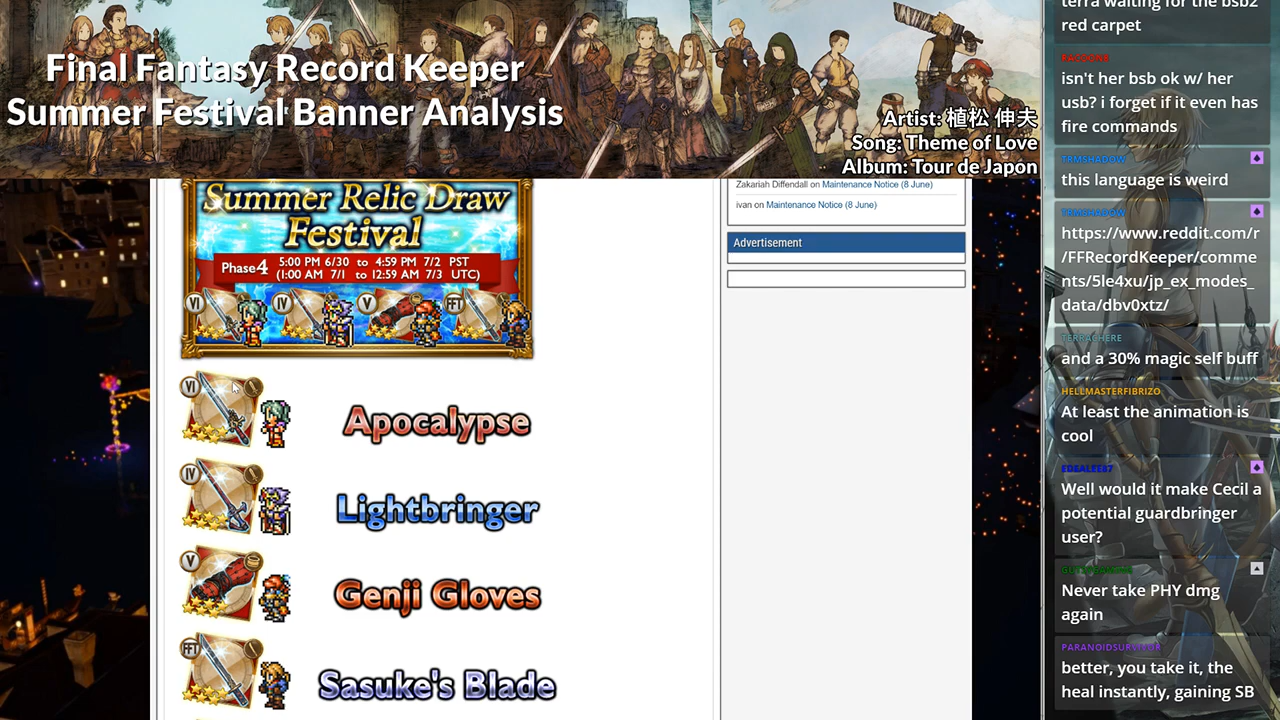 Final Fantasy Record Keeper
Summer Festival Banner Analysis
Artist: 植松 伸夫
Song: Theme of Love
Album: Tour de Japon
Summer Relic Draw
Festival
Phase4
5:00 PM 6/30 to 4:59 PM 7/2 PST
(1:00 AM 7/1 to 12:59 AM 7/3 UTC)
VI
IV
V
FFT
VI
Apocalypse
IV
Lightbringer
V
Genji Gloves
FFT
Sasuke's Blade
Zakariah Diffendall on Maintenance Notice (8 June)
ivan on Maintenance Notice (8 June)
Advertisement
terra waiting for the bsb2
red carpet
isn't her bsb ok w/ her
usb? i forget if it even has
fire commands
TRMSHADOW
this language is weird
TRMSHADOW
https://www.reddit.com/r
/FFRecordKeeper/comme
nts/5le4xu/jp_ex_modes_
data/dbv0xtz/
TERRACHERE
and a 30% magic self buff
HELLMASTERFIBRIZO
At least the animation is
cool
Well would it make Cecil a
potential guardbringer
user?
Never take PHY dmg
again
PARANOIDSURVIVOR
better, you take it, the
heal instantly, gaining SB